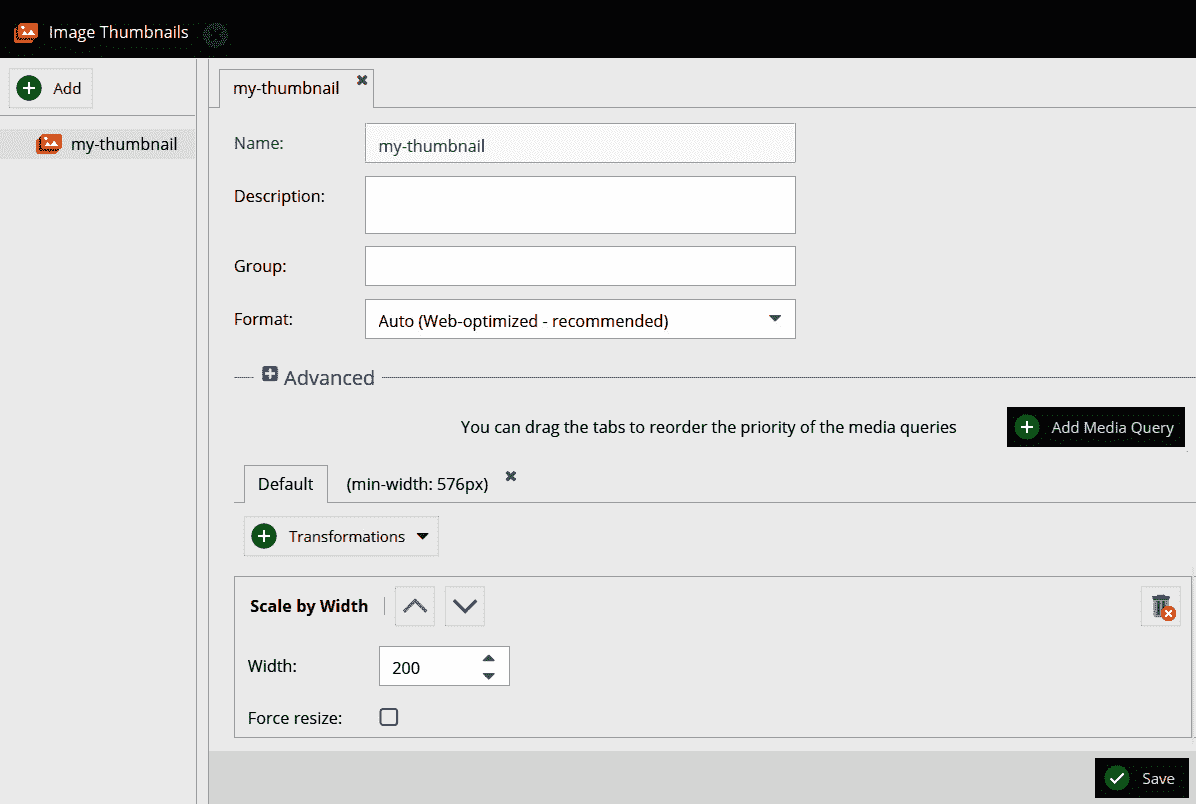 Image Thumbnails
Add
my-thumbnail
my-thumbnail
Name:
my-thumbnail
Description:
Group:
Format:
Auto (Web-optimized - recommended)
Advanced
You can drag the tabs to reorder the priority of the media queries
Add Media Query
Default
(min-width: 576px)
Transformations
Scale by Width
Width:
200
Force resize:
Save